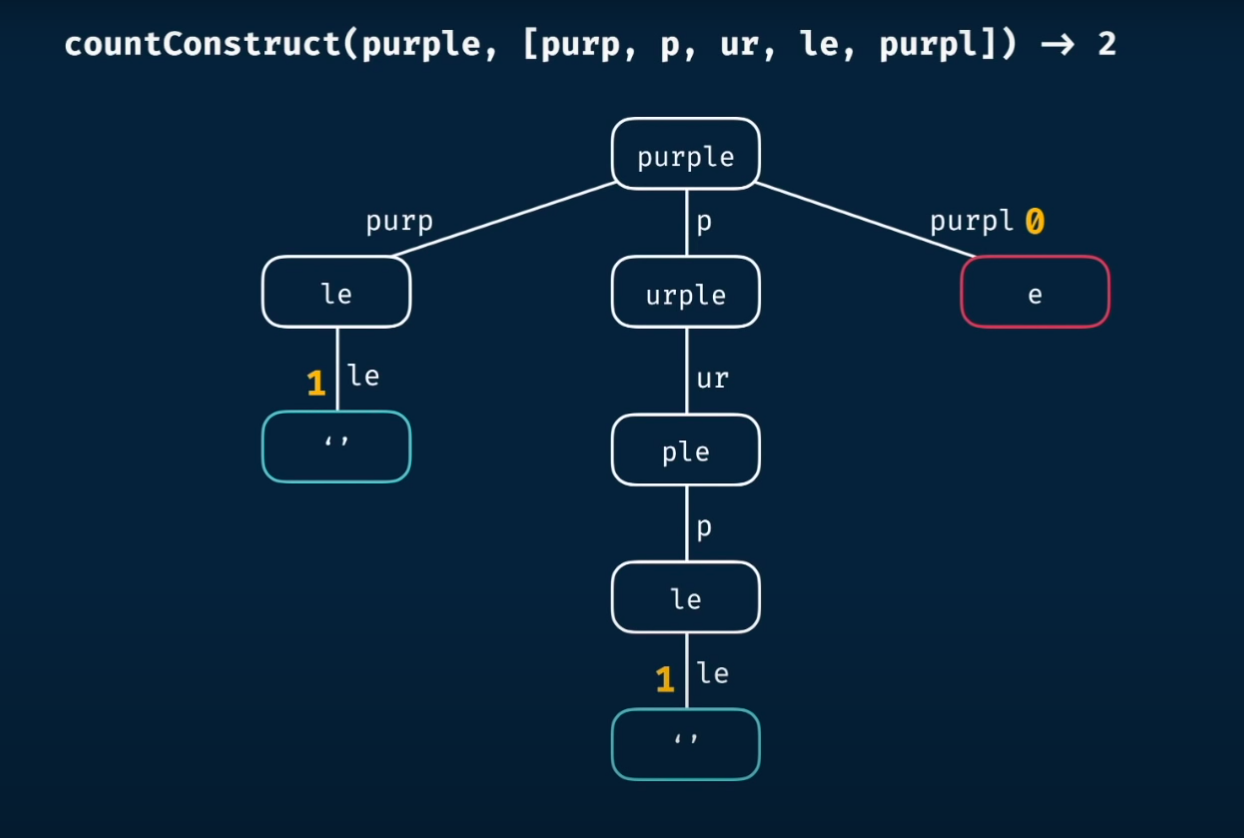 countConstruct(purple, [purp, p, ur, le, purpl]) → 2
purple
purp
p
purpl 0
le
urple
e
1 le
ur
‘’
ple
p
le
1 le
‘’